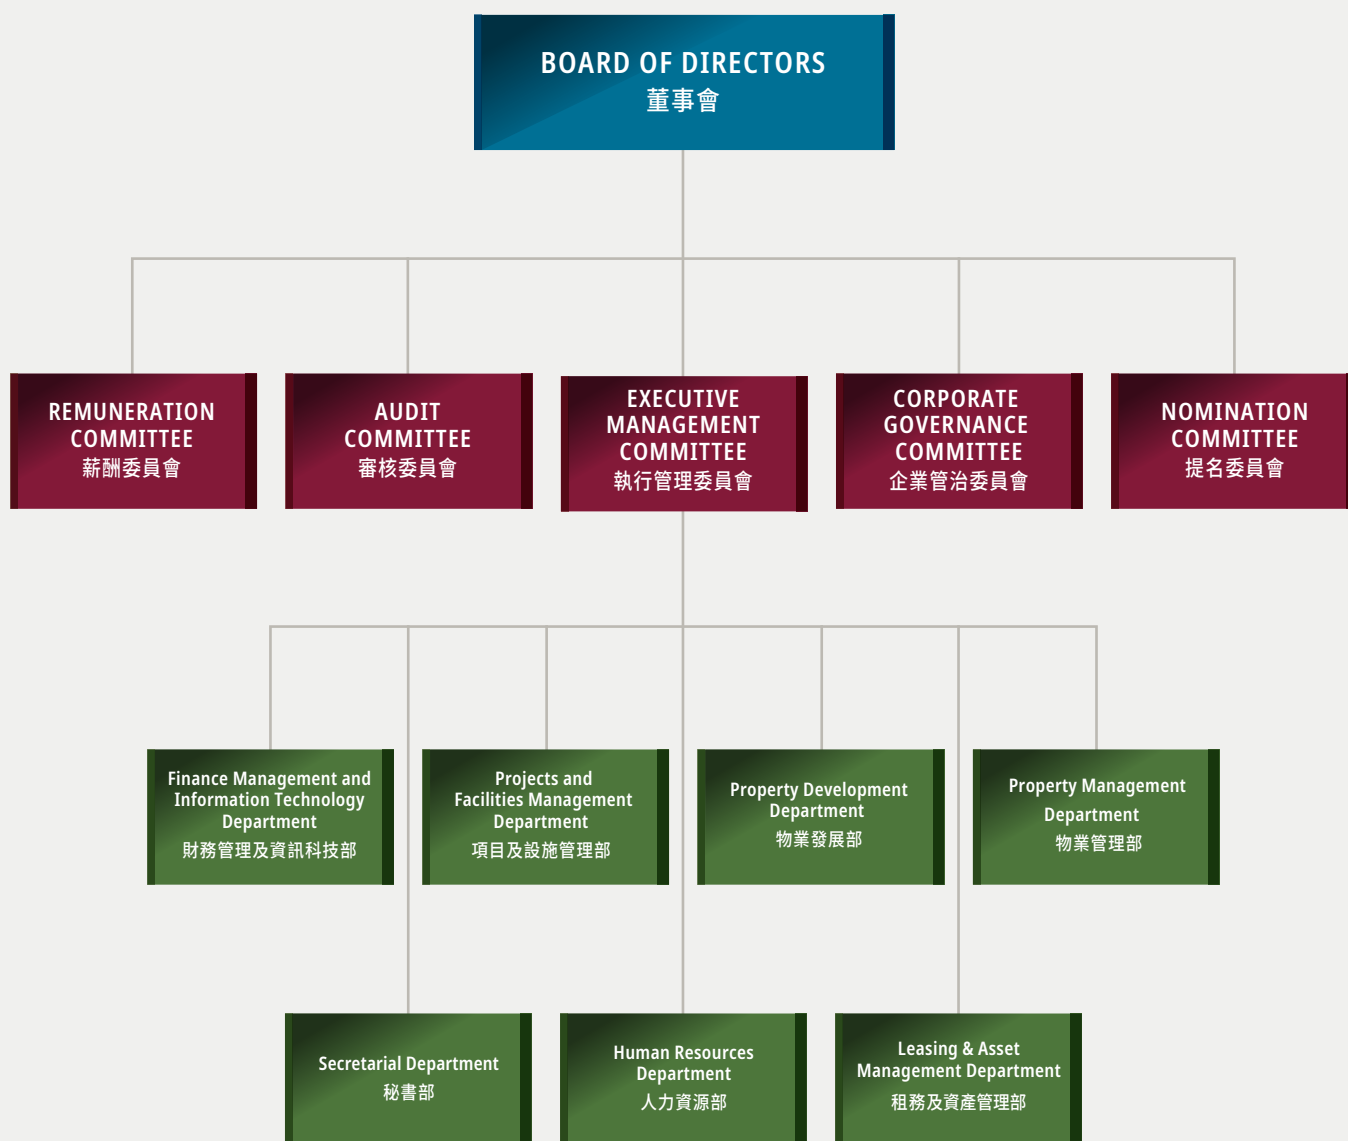 BOARD OF DIRECTORS
董事會
REMUNERATION
COMMITTEE
薪酬委員會
AUDIT
COMMITTEE
審核委員會
EXECUTIVE
MANAGEMENT
COMMITTEE
執行管理委員會
CORPORATE
GOVERNANCE
COMMITTEE
企業管治委員會
NOMINATION
COMMITTEE
提名委員會
Finance Management and
Information Technology
Department
財務管理及資訊科技部
Projects and
Facilities Management
Department
項目及設施管理部
Property Development
Department
物業發展部
Property Management
Department
物業管理部
Secretarial Department
秘書部
Human Resources
Department
人力資源部
Leasing & Asset
Management Department
租務及資產管理部